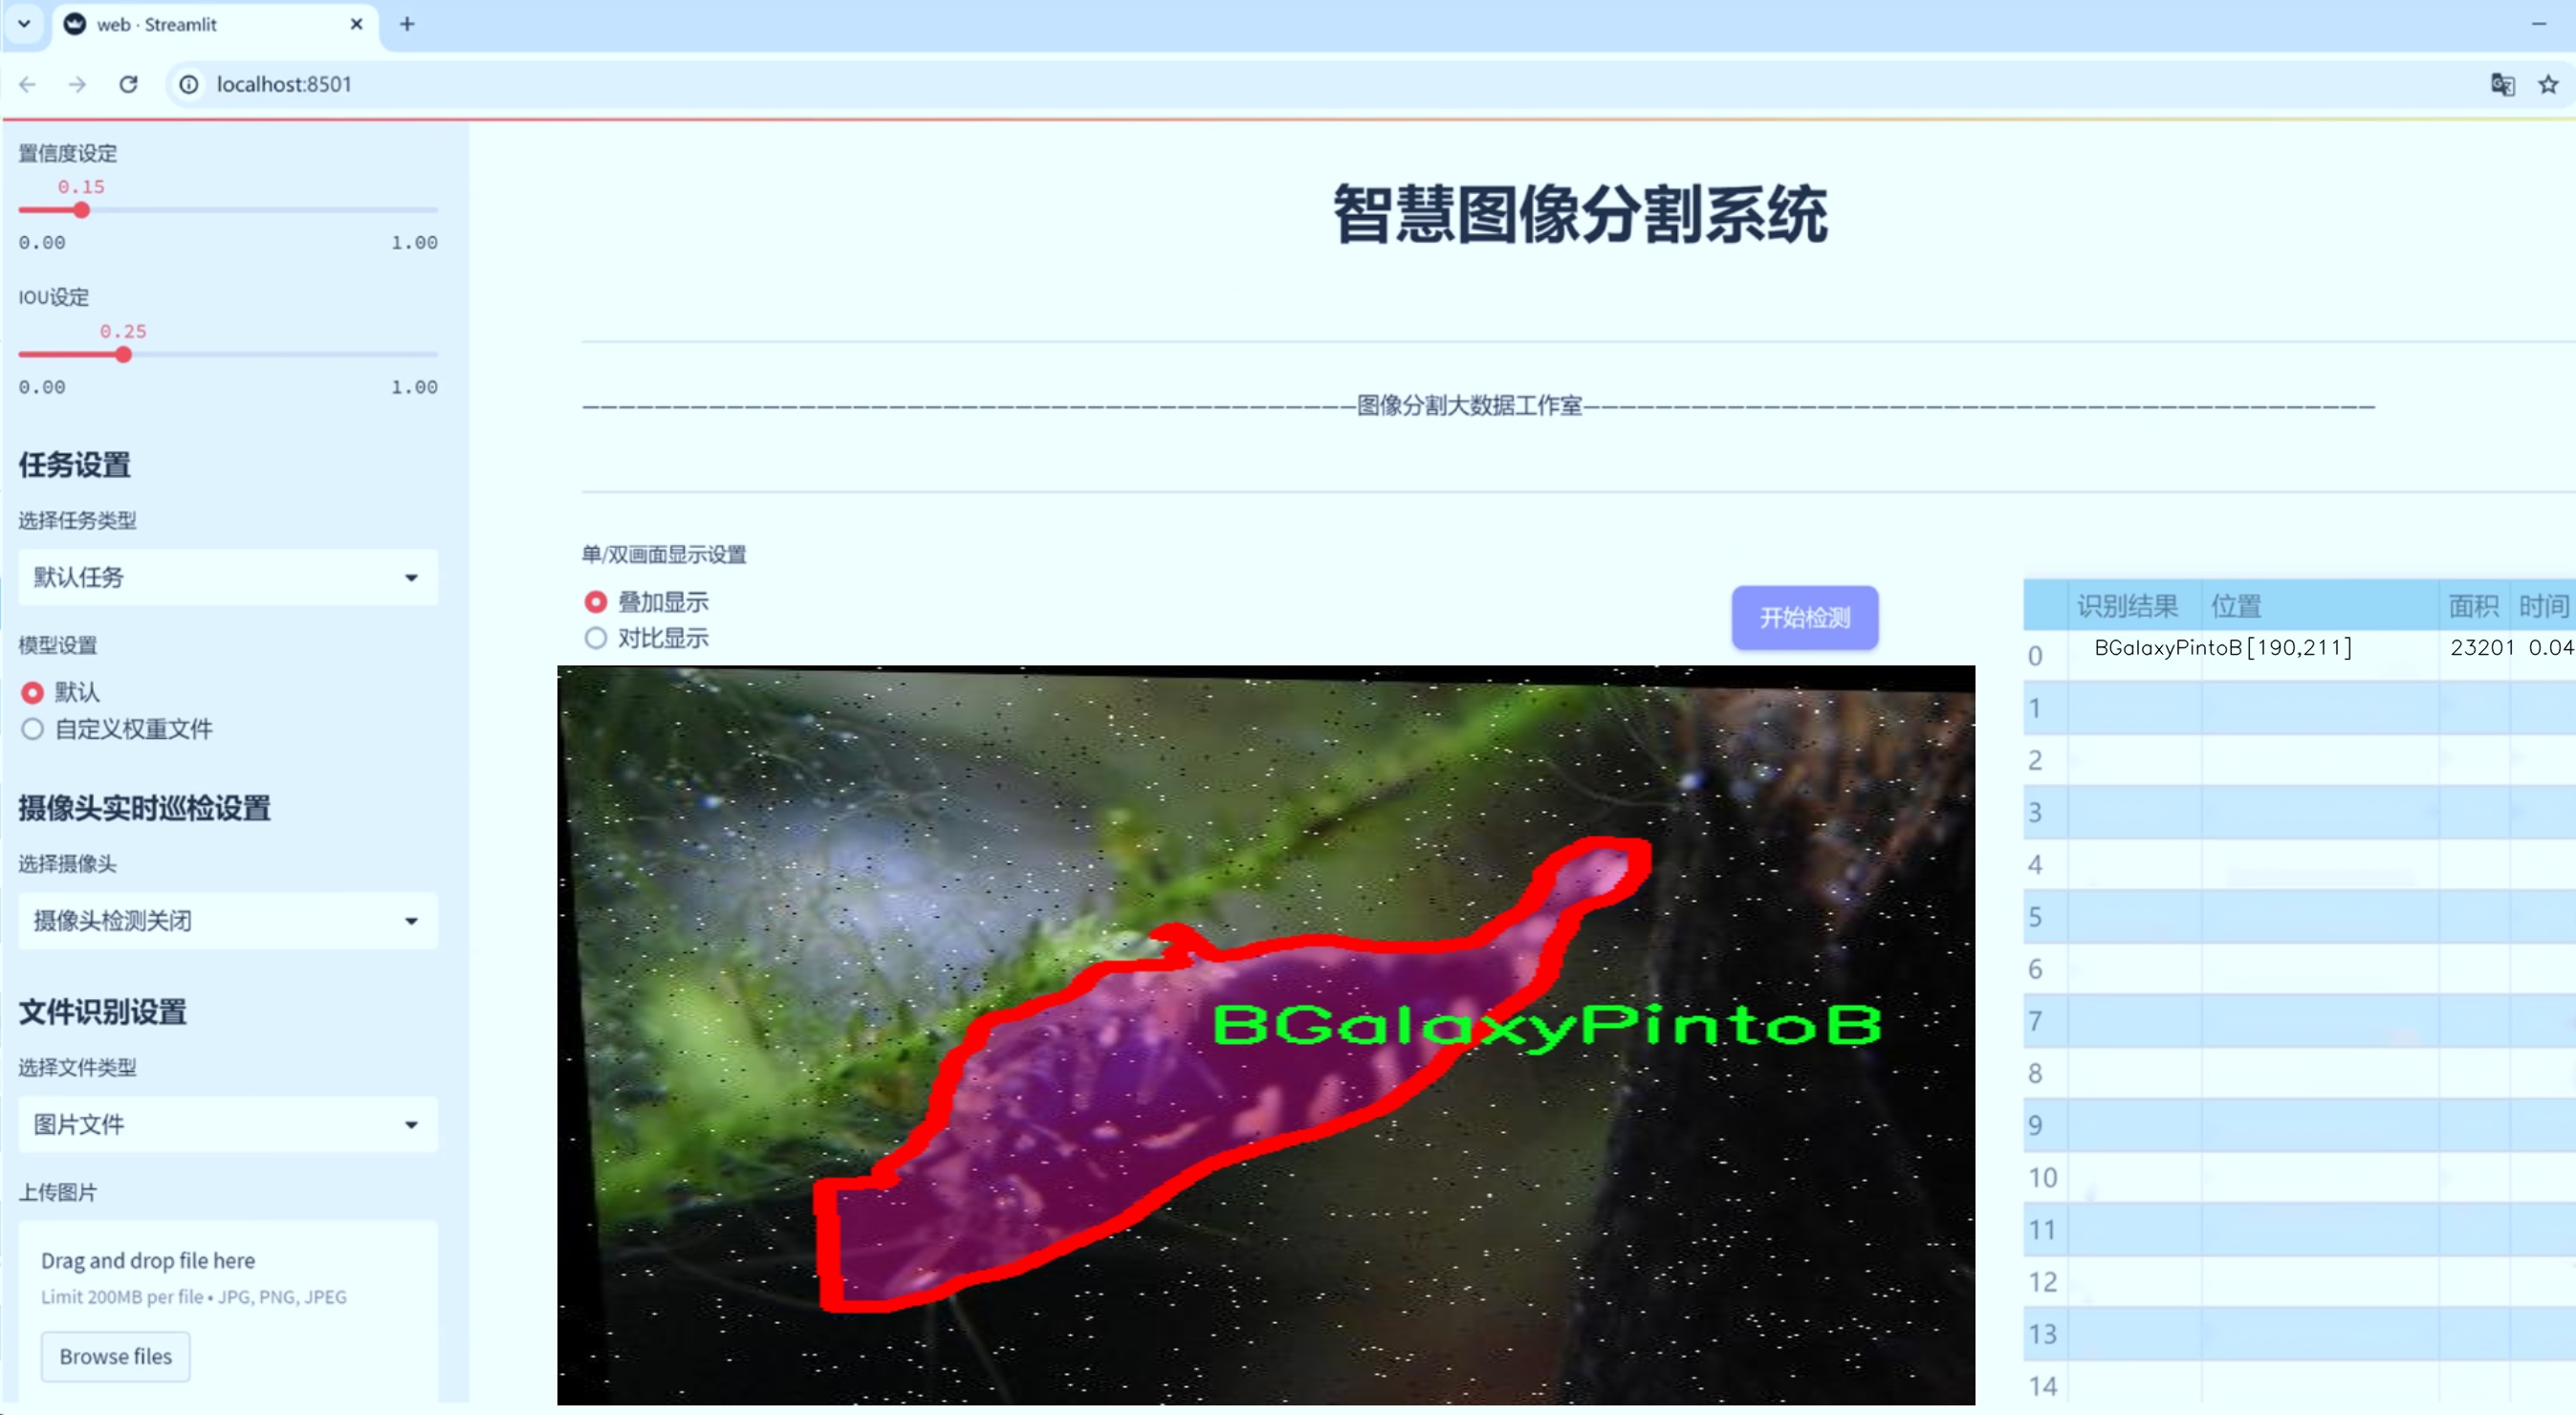 web · Streamlit
localhost:8501
置信度设定
0.15
0.00 1.00
IOU设定
0.25
0.00 1.00
任务设置
选择任务类型
默认任务
模型设置
默认
自定义权重文件
摄像头实时巡检设置
选择摄像头
摄像头检测关闭
文件识别设置
选择文件类型
图片文件
上传图片
Drag and drop file here
Limit 200MB per file • JPG, PNG, JPEG
Browse files
智慧图像分割系统
———————————————————————————————————————————图像分割大数据工作室————————————————————————————————————————————
单/双画面显示设置
叠加显示
对比显示
开始检测
BGalaxyPintoB
识别结果 位置 面积 时间
0 BGalaxyPintoB [190,211] 23201 0.04
1
2
3
4
5
6
7
8
9
10
11
12
13
14